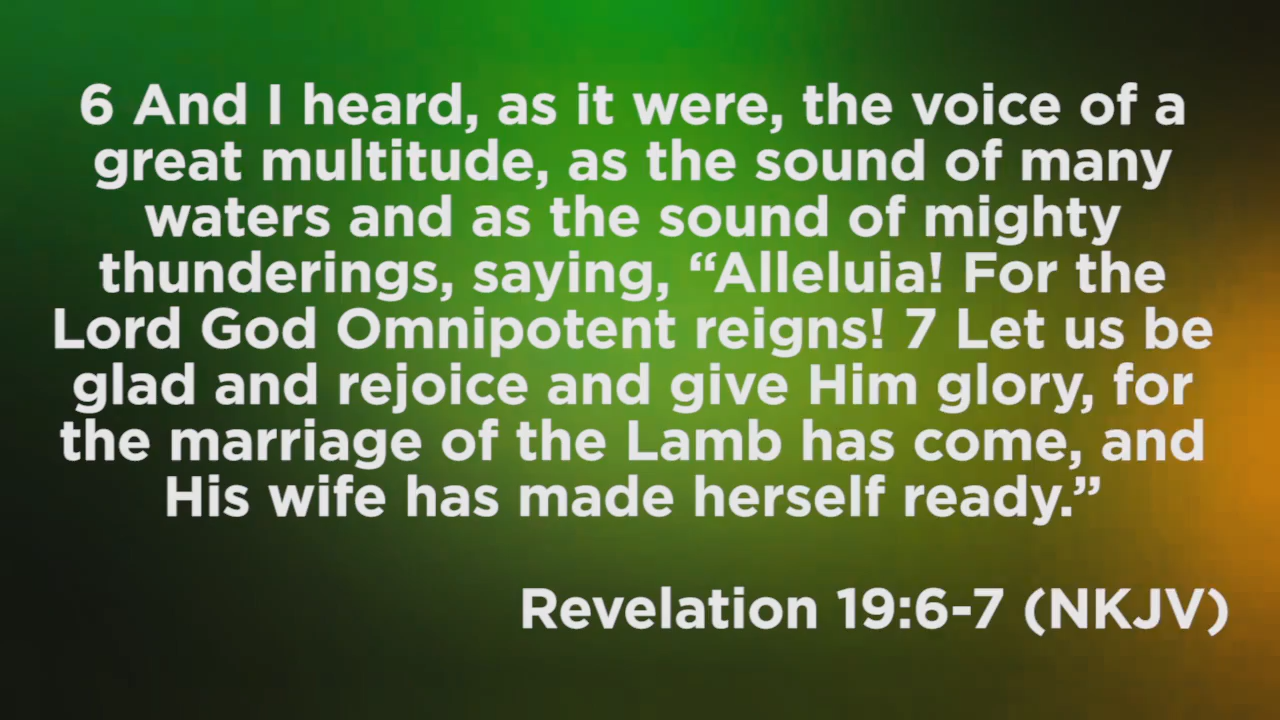 6 And I heard, as it were, the voice of a
great multitude, as the sound of many
waters and as the sound of mighty
thunderings, saying, “Alleluia! For the
Lord God Omnipotent reigns! 7 Let us be
glad and rejoice and give Him glory, for
the marriage of the Lamb has come, and
His wife has made herself ready.”
Revelation 19:6-7 (NKJV)